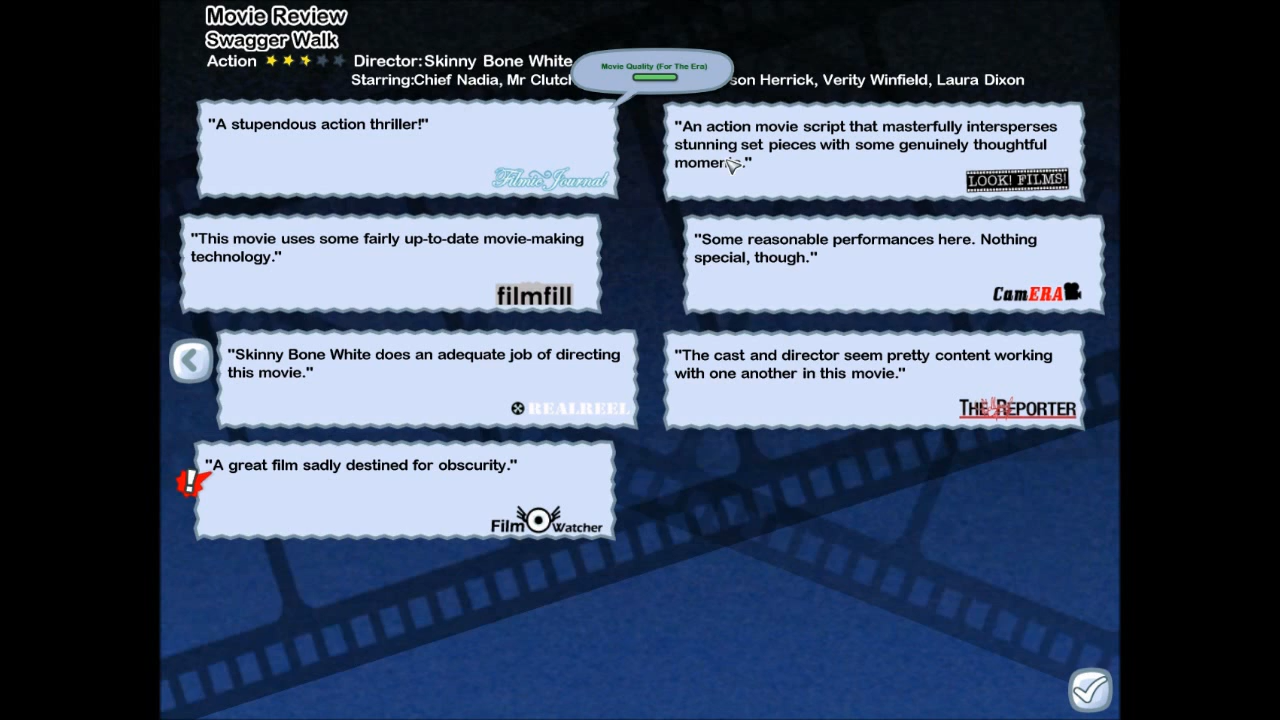 Movie Review
Swagger Walk
Action Director:Skinny Bone White
Movie Quality (For The Era)
Starring:Chief Nadia, Mr Herrick, Verity Winfield, Laura Dixon
"A stupendous action thriller!"
Filmic Journal
"An action movie script that masterfully intersperses
stunning set pieces with some genuinely thoughtful
LOOK! FILMS!
"This movie uses some fairly up-to-date movie-making
technology."
filmfill
"Some reasonable performances here. Nothing
special, though."
CamERA
"Skinny Bone White does an adequate job of directing
this movie."
REALREEL
"The cast and director seem pretty content working
with one another in this movie."
THE REPORTER
"A great film sadly destined for obscurity."
!
Film Watcher